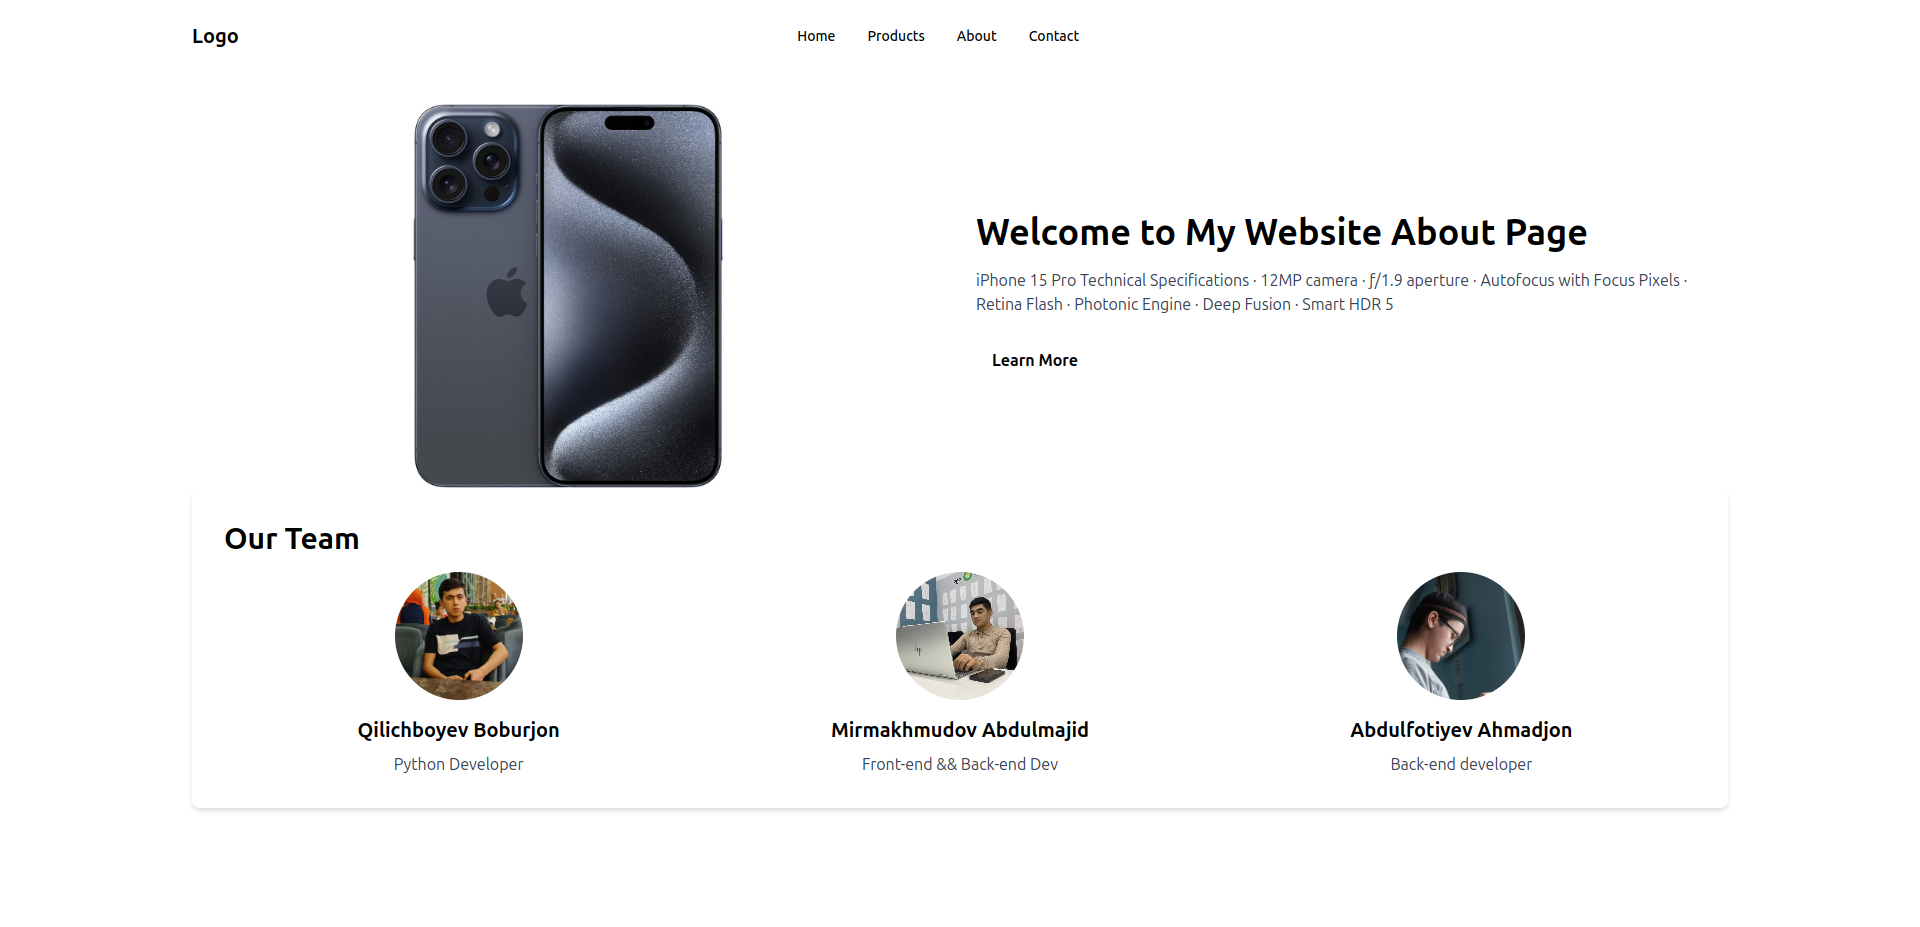 Logo
Home Products About Contact
Welcome to My Website About Page
iPhone 15 Pro Technical Specifications · 12MP camera · ƒ/1.9 aperture · Autofocus with Focus Pixels ·
Retina Flash · Photonic Engine · Deep Fusion · Smart HDR 5
Learn More
Our Team
Qilichboyev Boburjon
Python Developer
Mirmakhmudov Abdulmajid
Front-end && Back-end Dev
Abdulfotiyev Ahmadjon
Back-end developer